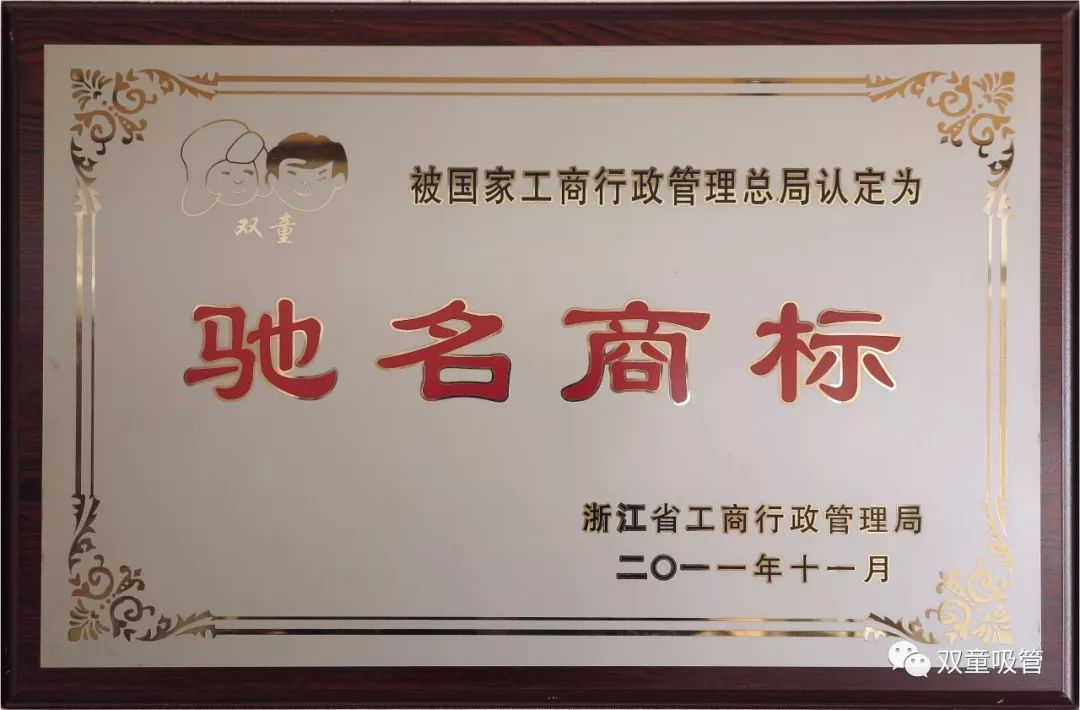 双童
被国家工商行政管理总局认定为
驰名商标
浙江省工商行政管理局
二〇一一年十一月
双童吸管